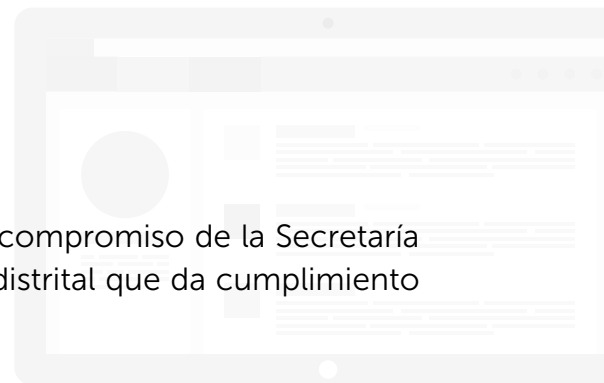 compromiso de la Secretaría
distrital que da cumplimiento